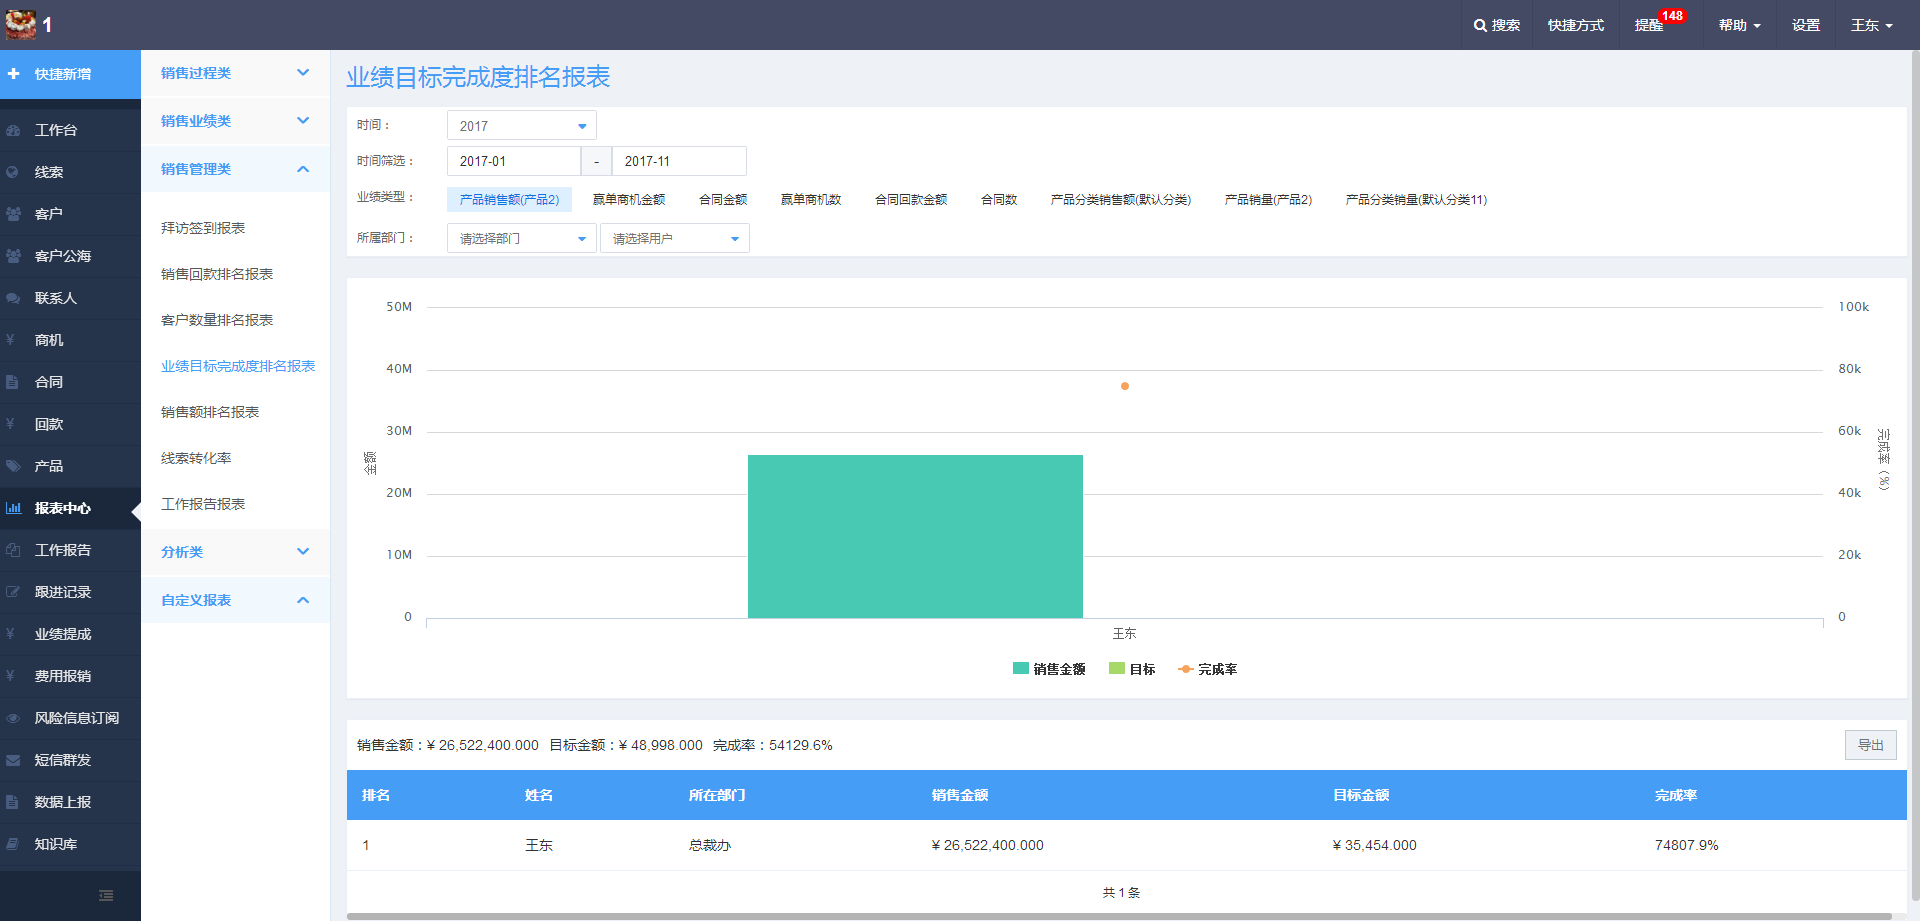 1
搜索
快捷方式
提醒
148
帮助
设置
王东
快捷新增
工作台
线索
客户
客户公海
联系人
¥ 商机
合同
¥ 回款
产品
报表中心
工作报告
跟进记录
¥ 业绩提成
¥ 费用报销
风险信息订阅
短信群发
数据上报
知识库
销售过程类
销售业绩类
销售管理类
拜访签到报表
销售回款排名报表
客户数量排名报表
业绩目标完成度排名报表
销售额排名报表
线索转化率
工作报告报表
分析类
自定义报表
业绩目标完成度排名报表
时间： 2017
时间筛选： 2017-01 - 2017-11
业绩类型： 产品销售额(产品2) 赢单商机金额 合同金额 赢单商机数 合同回款金额 合同数 产品分类销售额(默认分类) 产品销量(产品2) 产品分类销量(默认分类11)
所属部门： 请选择部门 请选择用户
50M
40M
30M
20M
10M
0
金额
100k
80k
60k
40k
20k
0
完成率（%）
王东
销售金额 目标 完成率
销售金额：¥ 26,522,400.000 目标金额：¥ 48,998.000 完成率：54129.6%
导出
排名 姓名 所在部门 销售金额 目标金额 完成率
1 王东 总裁办 ¥ 26,522,400.000 ¥ 35,454.000 74807.9%
共 1 条